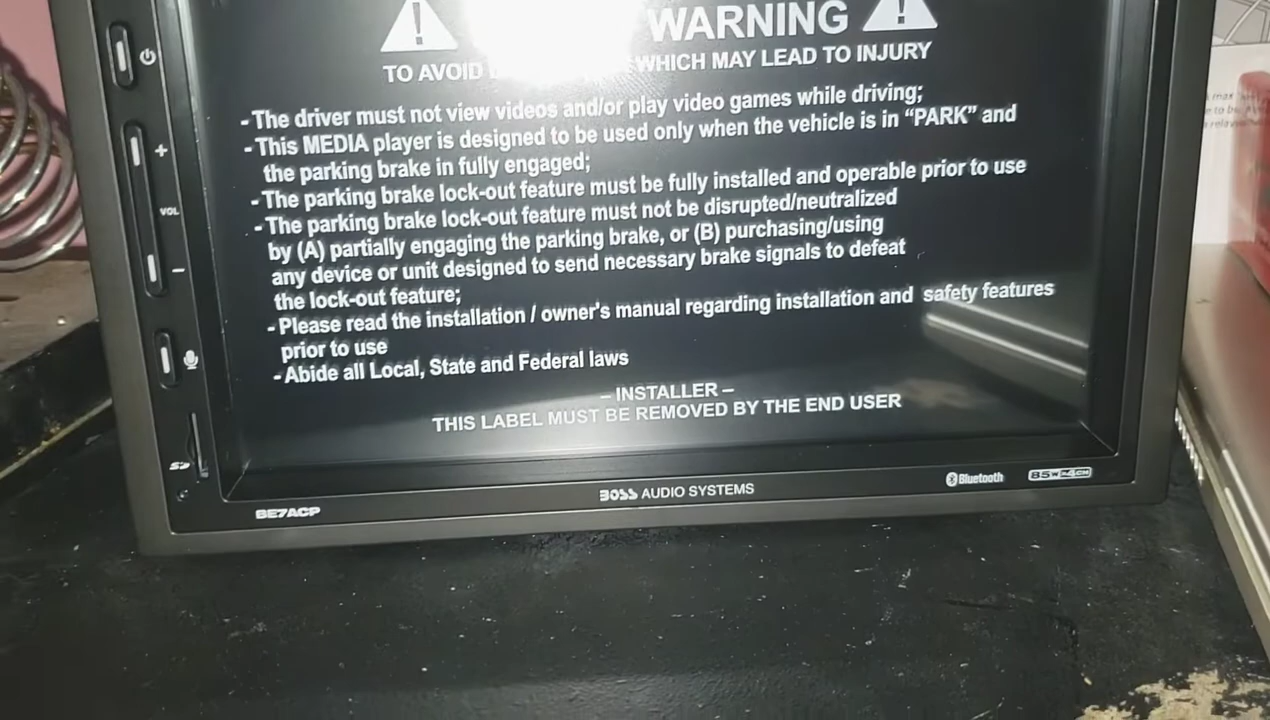 WARNING
TO AVOID WHICH MAY LEAD TO INJURY
- The driver must not view videos and/or play video games while driving;
- This MEDIA player is designed to be used only when the vehicle is in “PARK” and
the parking brake in fully engaged;
- The parking brake lock-out feature must be fully installed and operable prior to use
- The parking brake lock-out feature must not be disrupted/neutralized
by (A) partially engaging the parking brake, or (B) purchasing/using
any device or unit designed to send necessary brake signals to defeat
the lock-out feature;
- Please read the installation / owner's manual regarding installation and safety features
prior to use
- Abide all Local, State and Federal laws
– INSTALLER –
THIS LABEL MUST BE REMOVED BY THE END USER
+
VOL
–
SD
BE7ACP
BOSS AUDIO SYSTEMS
Bluetooth
85W x 4CH
max